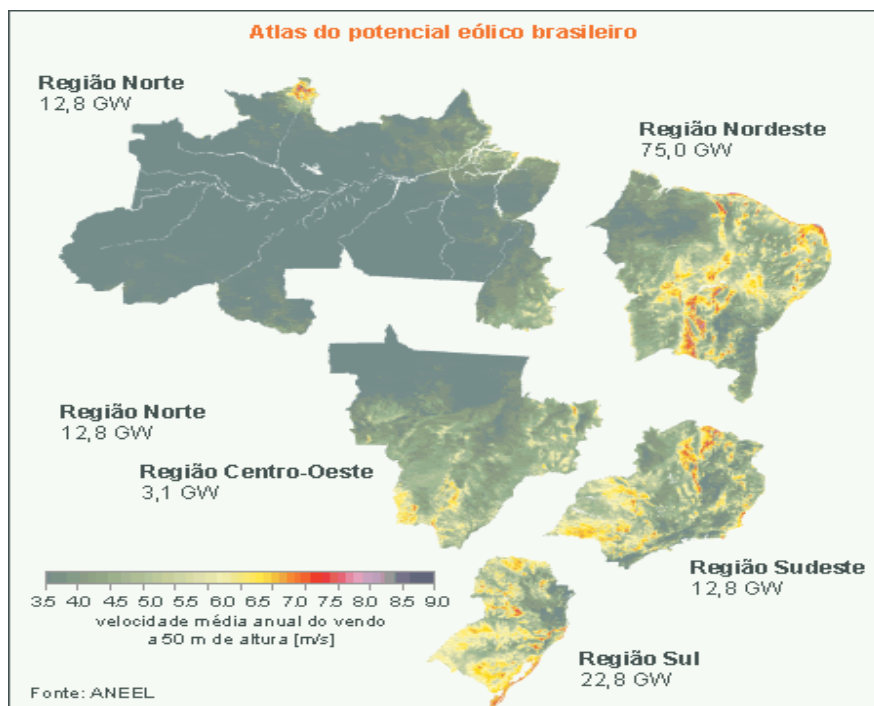 Atlas do potencial eólico brasileiro
Região Norte
12,8 GW
Região Nordeste
75,0 GW
Região Norte
12,8 GW
Região Centro-Oeste
3,1 GW
Região Sudeste
12,8 GW
3.5 4.0 4.5 5.0 5.5 6.0 6.5 7.0 7.5 8.0 8.5 9.0
velocidade média anual do vendo
a 50 m de altura [m/s]
Região Sul
22,8 GW
Fonte: ANEEL